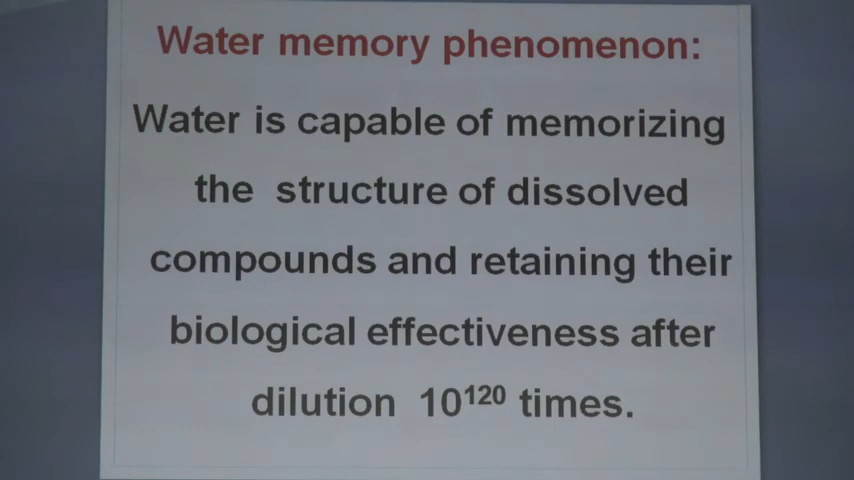 Water memory phenomenon:
Water is capable of memorizing
the structure of dissolved
compounds and retaining their
biological effectiveness after
dilution 10¹²⁰ times.